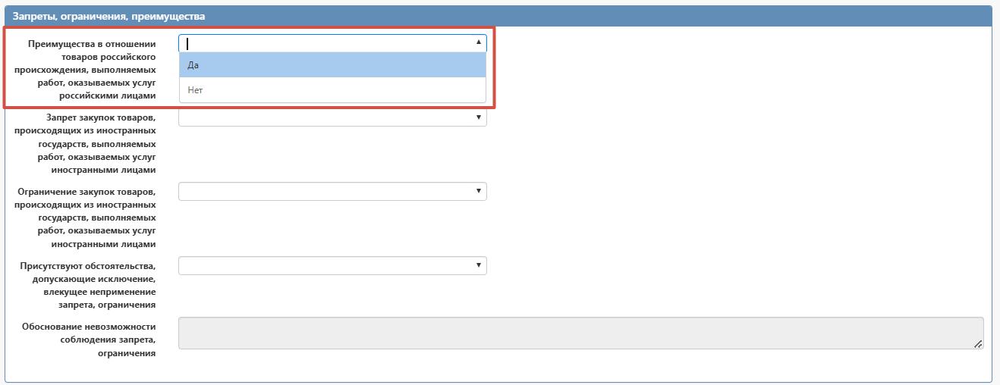 Запреты, ограничения, преимущества
Преимущества в отношении
товаров российского
происхождения, выполняемых
работ, оказываемых услуг
российскими лицами
Да
Нет
Запрет закупок товаров,
происходящих из иностранных
государств, выполняемых
работ, оказываемых услуг
иностранными лицами
Ограничение закупок товаров,
происходящих из иностранных
государств, выполняемых
работ, оказываемых услуг
иностранными лицами
Присутствуют обстоятельства,
допускающие исключение,
влекущее неприменение
запрета, ограничения
Обоснование невозможности
соблюдения запрета,
ограничения